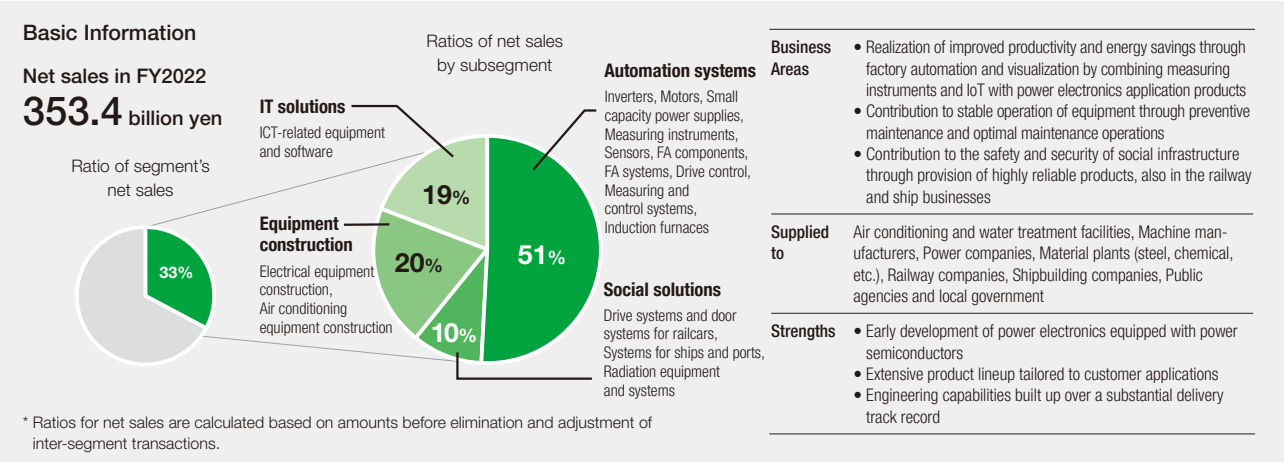 Basic Information
Net sales in FY2022
353.4 billion yen
Ratio of segment's
net sales
33%
Ratios of net sales
by subsegment
IT solutions
ICT-related equipment
and software
19%
Equipment
construction
Electrical equipment
construction,
Air conditioning
equipment construction
20%
10%
51%
Automation systems
Inverters, Motors, Small
capacity power supplies,
Measuring instruments,
Sensors, FA components,
FA systems, Drive control,
Measuring and
control systems,
Induction furnaces
Social solutions
Drive systems and door
systems for railcars,
Systems for ships and ports,
Radiation equipment
and systems
* Ratios for net sales are calculated based on amounts before elimination and adjustment of
inter-segment transactions.
Business
Areas
• Realization of improved productivity and energy savings through
factory automation and visualization by combining measuring
instruments and IoT with power electronics application products
• Contribution to stable operation of equipment through preventive
maintenance and optimal maintenance operations
• Contribution to the safety and security of social infrastructure
through provision of highly reliable products, also in the railway
and ship businesses
Supplied
to
Air conditioning and water treatment facilities, Machine man-
ufacturers, Power companies, Material plants (steel, chemical,
etc.), Railway companies, Shipbuilding companies, Public
agencies and local government
Strengths
• Early development of power electronics equipped with power
semiconductors
• Extensive product lineup tailored to customer applications
• Engineering capabilities built up over a substantial delivery
track record